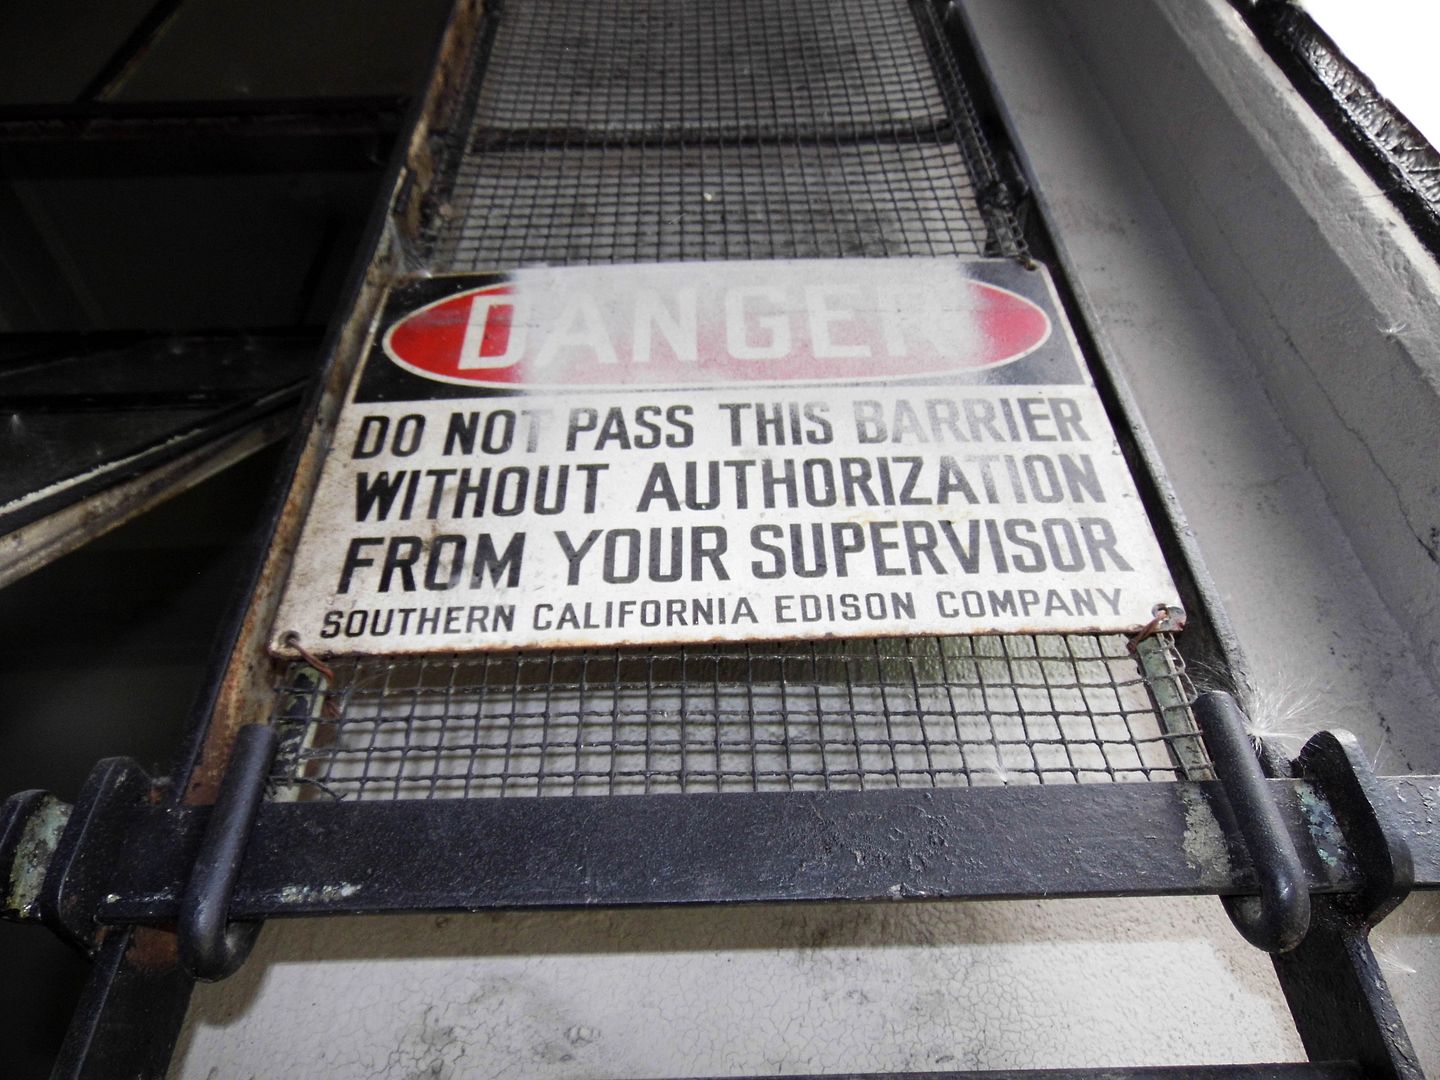 DANGER
DO NOT PASS THIS BARRIER
WITHOUT AUTHORIZATION
FROM YOUR SUPERVISOR
SOUTHERN CALIFORNIA EDISON COMPANY